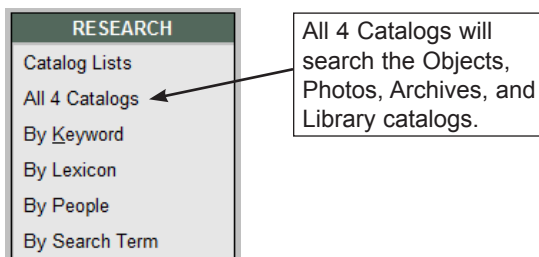 RESEARCH
Catalog Lists
All 4 Catalogs
By Keyword
By Lexicon
By People
By Search Term
All 4 Catalogs will
search the Objects,
Photos, Archives, and
Library catalogs.